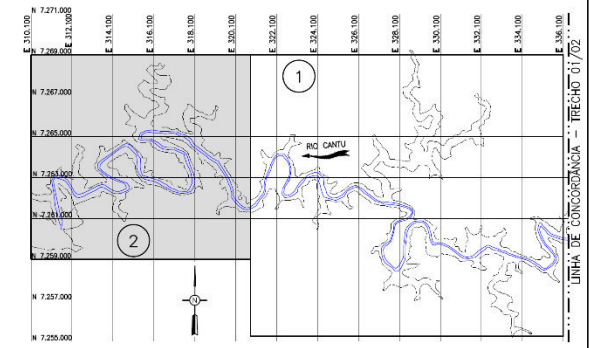 N 7.271.000
E 310.100
E 312.100
E 314.100
E 316.100
E 318.100
E 320.100
E 322.100
E 324.100
E 326.100
E 328.100
E 330.100
E 332.100
E 334.100
E 336.100
N 7.269.000
1
N 7.267.000
N 7.265.000
RIO CANTU
N 7.263.000
N 7.261.000
2
N 7.259.000
N
N 7.257.000
N 7.255.000
LINHA DE CONCORDÂNCIA - TRECHO 01/02